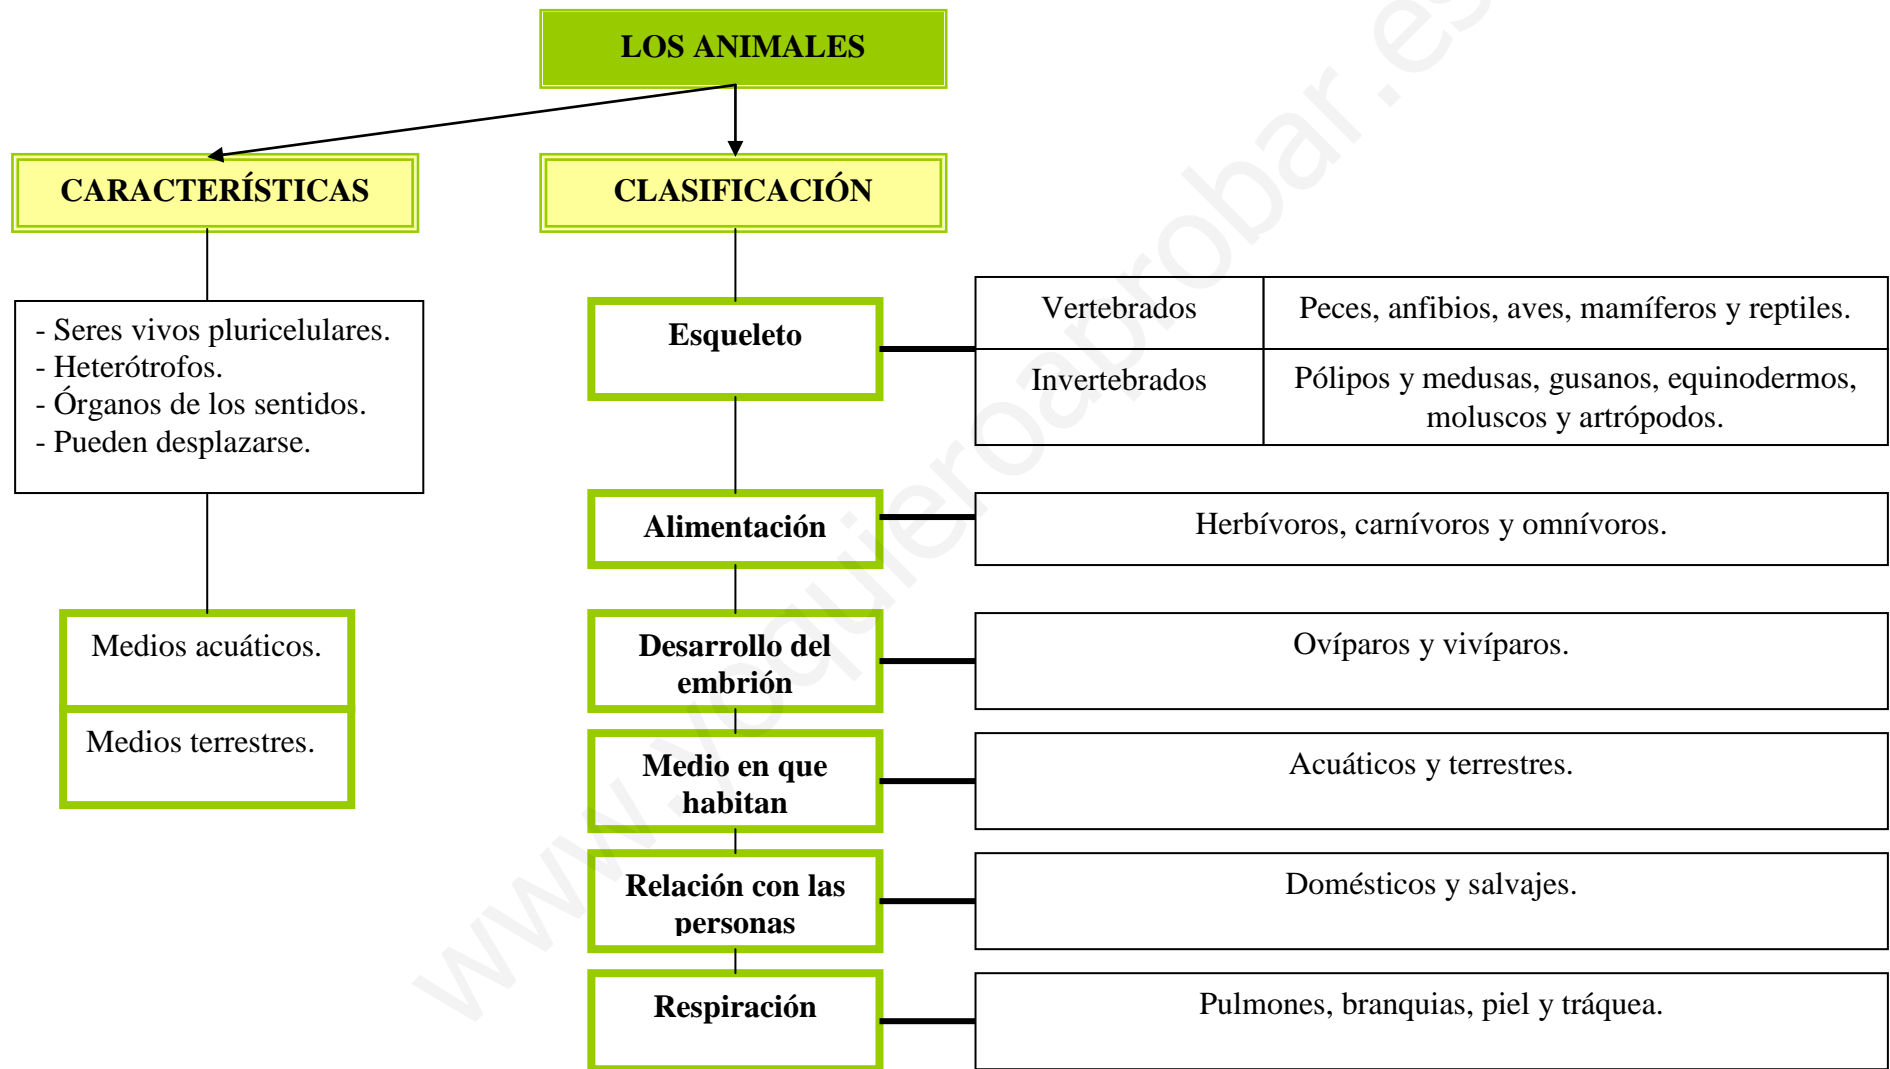 LOS ANIMALES
CARACTERÍSTICAS
- Seres vivos pluricelulares.
- Heterótrofos.
- Órganos de los sentidos.
- Pueden desplazarse.
Medios acuáticos.
Medios terrestres.
CLASIFICACIÓN
Esqueleto
Vertebrados
Peces, anfibios, aves, mamíferos y reptiles.
Invertebrados
Pólipos y medusas, gusanos, equinodermos,
moluscos y artrópodos.
Alimentación
Herbívoros, carnívoros y omnívoros.
Desarrollo del
embrión
Ovíparos y vivíparos.
Medio en que
habitan
Acuáticos y terrestres.
Relación con las
personas
Domésticos y salvajes.
Respiración
Pulmones, branquias, piel y tráquea.
www.yoquieroaprobar.es